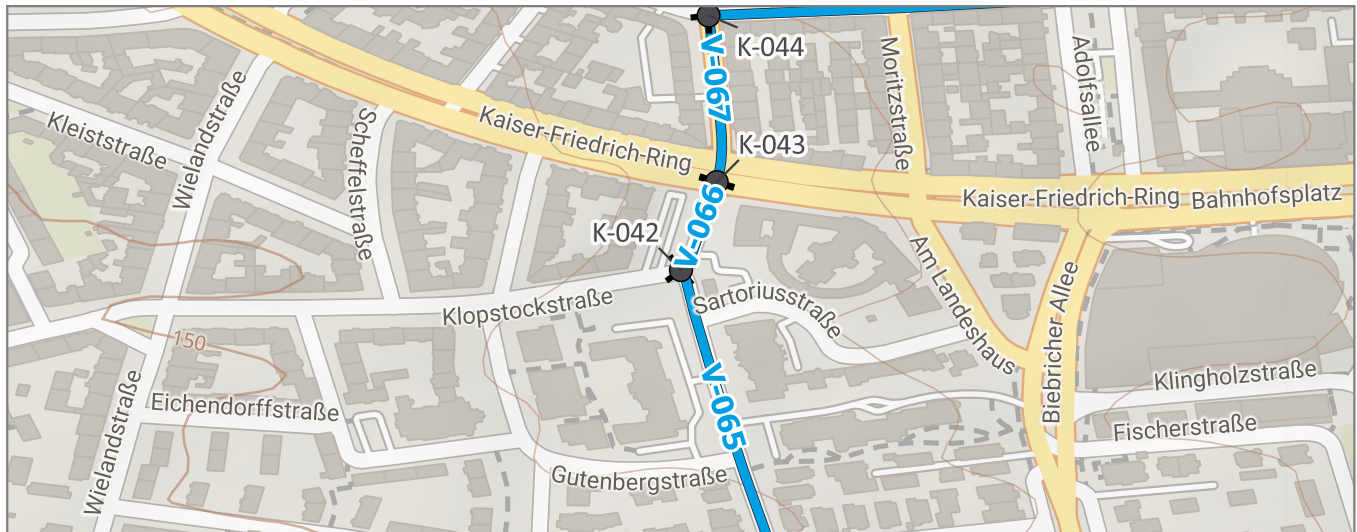 K-044
V-067
Moritzstraße
Adolfsallee
Kleiststraße
Wielandstraße
Scheffelstraße
Kaiser-Friedrich-Ring
K-043
Kaiser-Friedrich-Ring
Bahnhofsplatz
V-066
K-042
Klopstockstraße
Sartoriusstraße
Am Landeshaus
Biebricher Allee
150
V-065
Klingholzstraße
Eichendorffstraße
Fischerstraße
Wielandstraße
Gutenbergstraße